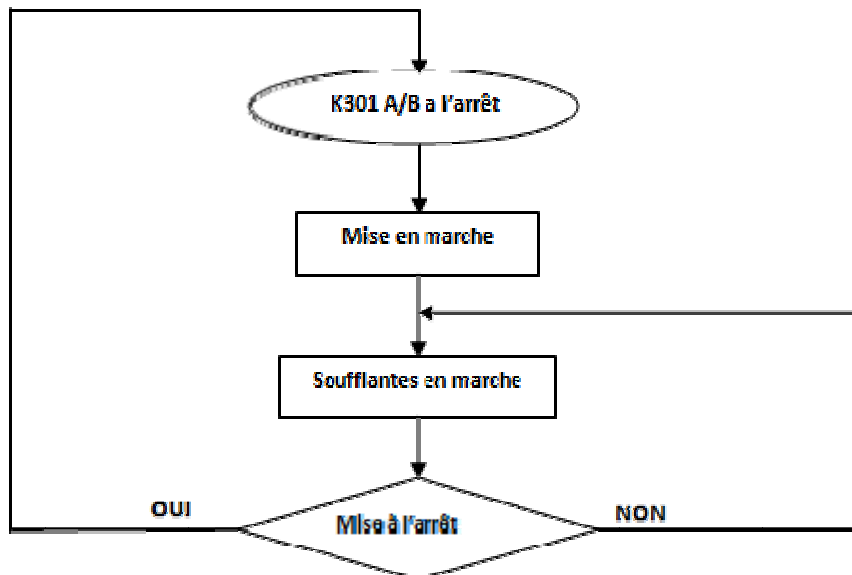 K301 A/B a l'arrêt
Mise en marche
Soufflantes en marche
OUI
Mise à l'arrêt
NON